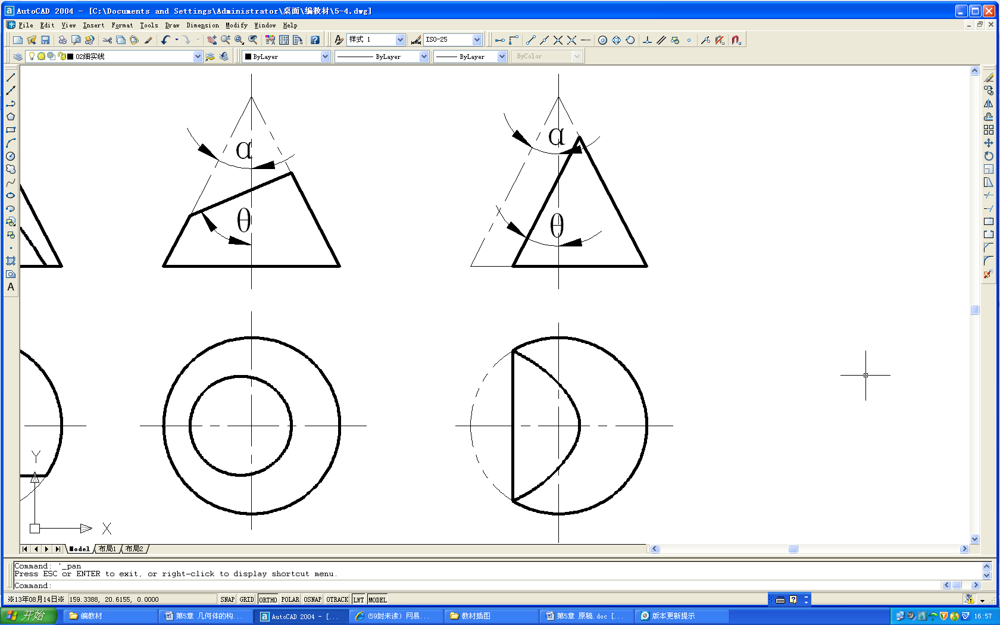 AutoCAD 2004 - [C:\Documents and Settings\Administrator\桌面\编教材\5-4.dwg]
File Edit View Insert Format Tools Draw Dimension Modify Window Help
样式 1 ISO-25
02细实线 ByLayer ByLayer ByLayer ByColor
α α
θ θ
Y
X
Model 布局1 布局2
Command: '_pan
Press ESC or ENTER to exit, or right-click to display shortcut menu.
Command:
※13年08月14日※ 159.3388, 20.6155, 0.0000 SNAP GRID ORTHO POLAR OSNAP OTRACK LWT MODEL
开始 编教材 第5章 几何体的构... AutoCAD 2004 - [... (59封未读) 网易... 教材插图 第5章 原稿.doc [... 版本更新提示 16:57